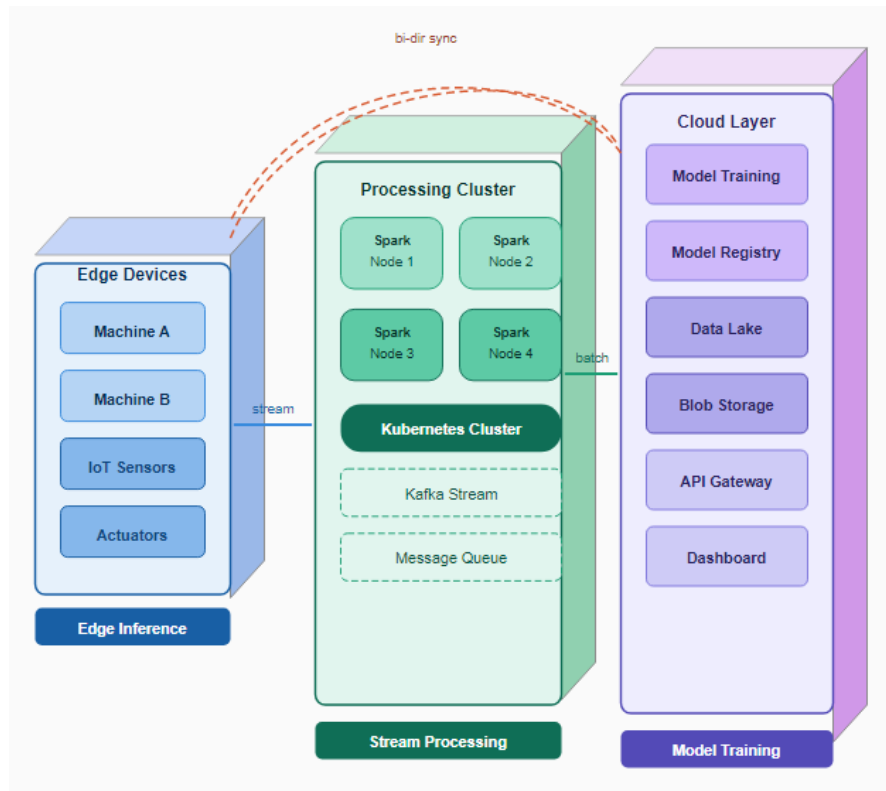 bi-dir sync
Edge Devices
Machine A
Machine B
IoT Sensors
Actuators
Edge Inference
stream
Processing Cluster
Spark
Node 1
Spark
Node 2
Spark
Node 3
Spark
Node 4
Kubernetes Cluster
Kafka Stream
Message Queue
Stream Processing
batch
Cloud Layer
Model Training
Model Registry
Data Lake
Blob Storage
API Gateway
Dashboard
Model Training